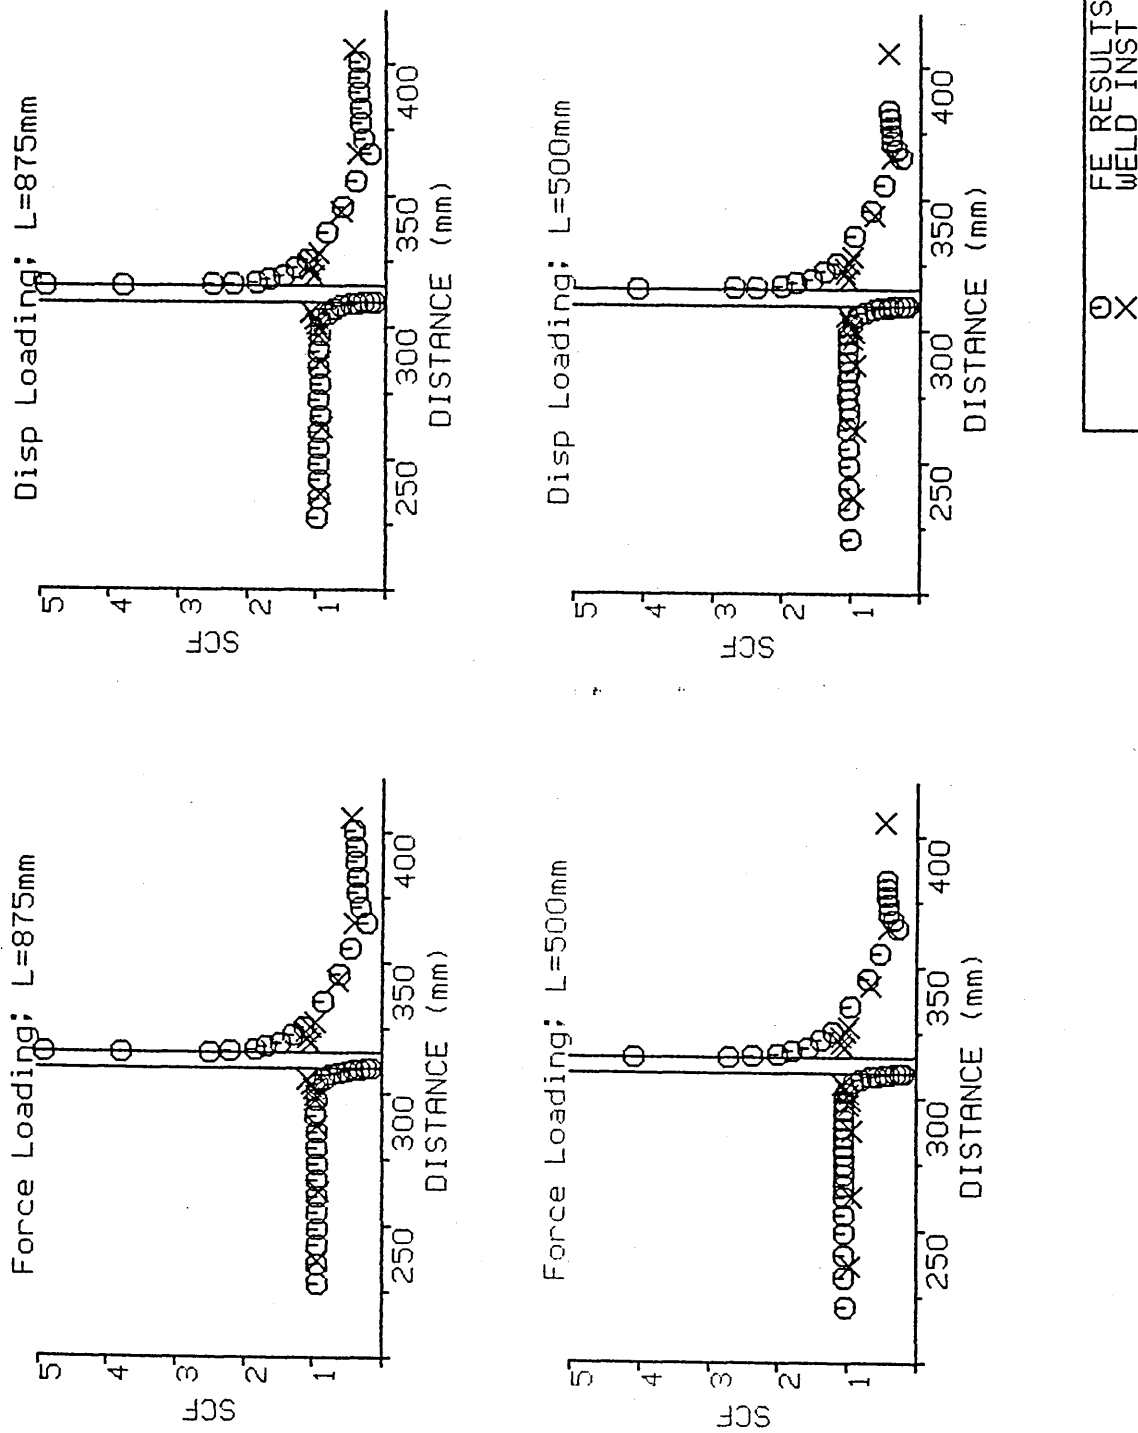 Force Loading; L=875mm
5
4
3
2
1
SCF
250
300
350
400
DISTANCE (mm)
Disp Loading; L=875mm
5
4
3
2
1
SCF
250
300
350
400
DISTANCE (mm)
Force Loading; L=500mm
5
4
3
2
1
SCF
250
300
350
400
DISTANCE (mm)
Disp Loading; L=500mm
5
4
3
2
1
SCF
250
300
350
400
DISTANCE (mm)
FE RESULTS
WELD INST